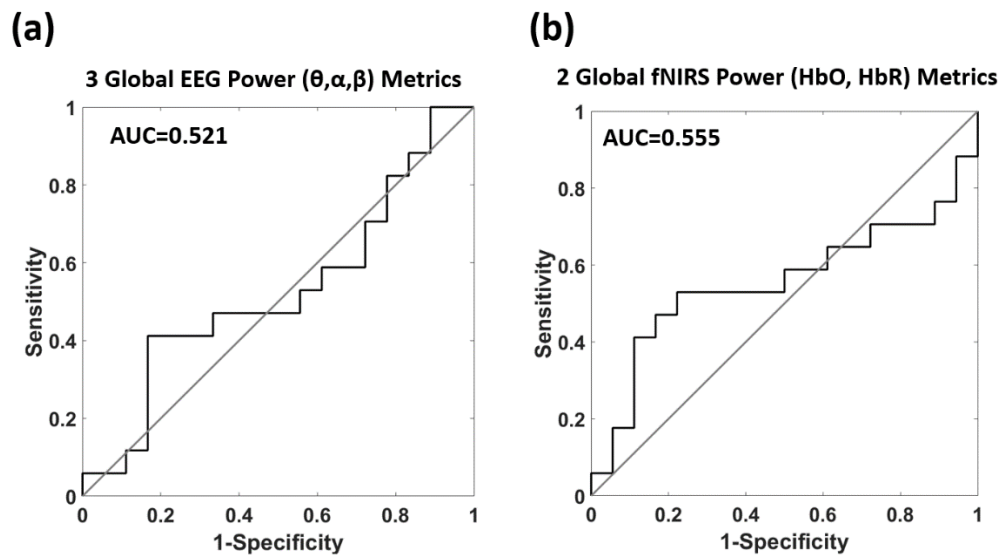 (a)
3 Global EEG Power (θ,α,β) Metrics
AUC=0.521
1
0.8
0.6
0.4
0.2
0
Sensitivity
0 0.2 0.4 0.6 0.8 1
1-Specificity
(b)
2 Global fNIRS Power (HbO, HbR) Metrics
AUC=0.555
1
0.8
0.6
0.4
0.2
0
Sensitivity
0 0.2 0.4 0.6 0.8 1
1-Specificity